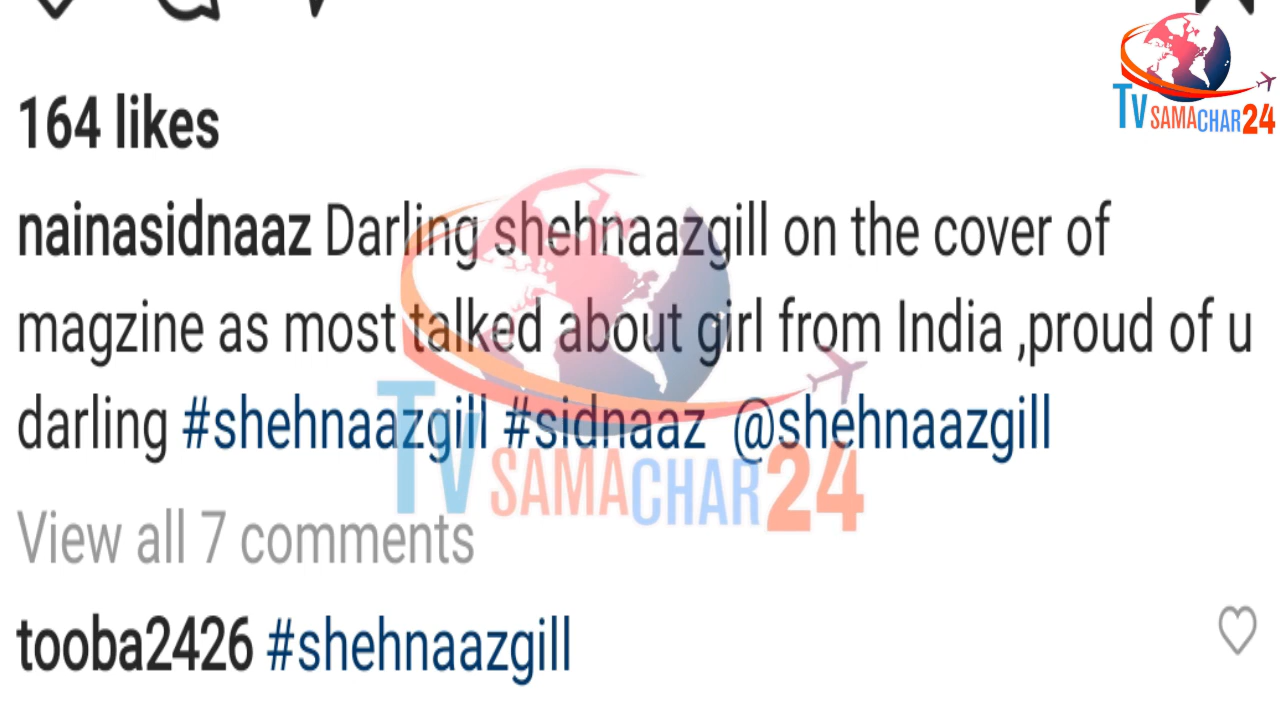 TV SAMACHAR24
164 likes
nainasidnaaz Darling shehnaazgill on the cover of
magzine as most talked about girl from India ,proud of u
darling #shehnaazgill #sidnaaz @shehnaazgill
TV SAMACHAR24
View all 7 comments
tooba2426 #shehnaazgill